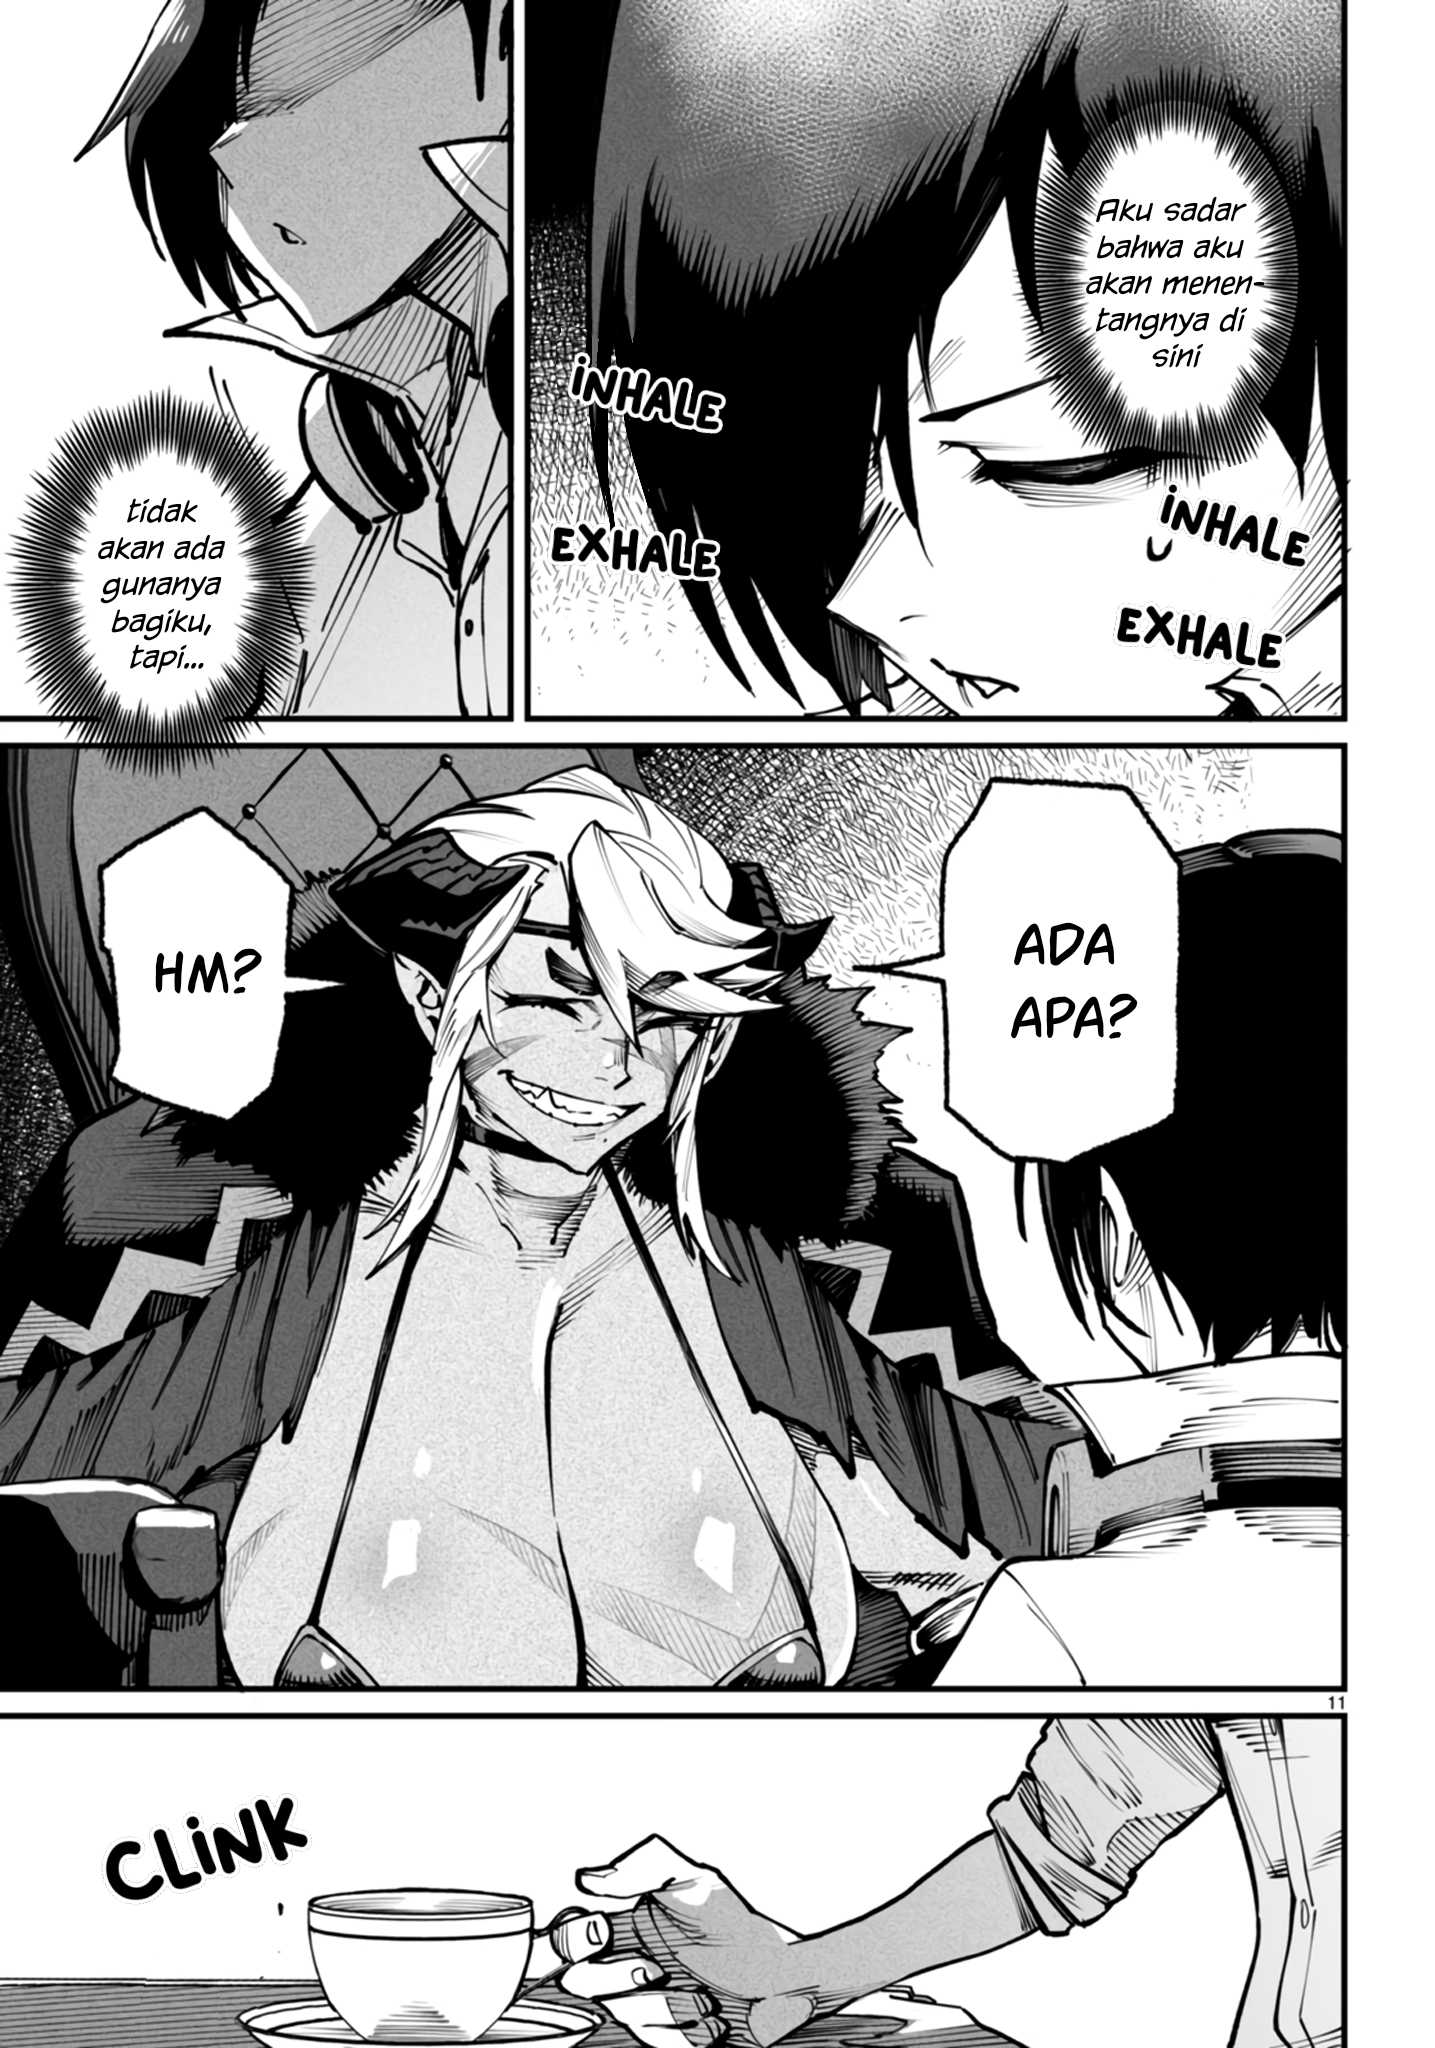 Aku sadar
bahwa aku
akan menen-
tangnya di
sini
INHALE
EXHALE
INHALE
EXHALE
tidak
akan ada
gunanya
bagiku,
tapi...
ADA
APA?
HM?
11
CLINK